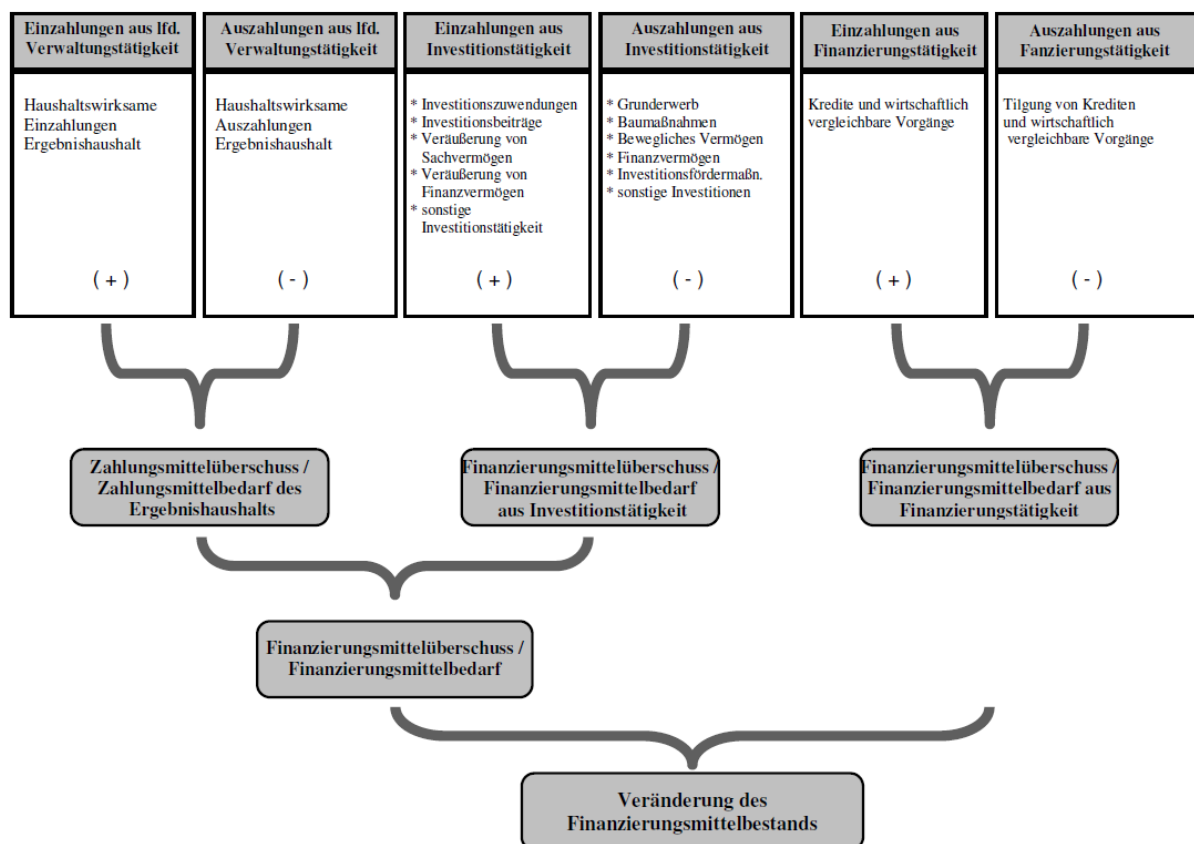 Einzahlungen aus lfd.
Verwaltungstätigkeit
Auszahlungen aus lfd.
Verwaltungstätigkeit
Einzahlungen aus
Investitionstätigkeit
Auszahlungen aus
Investitionstätigkeit
Einzahlungen aus
Finanzierungstätigkeit
Auszahlungen aus
Fanzierungstätigkeit
Haushaltswirksame
Einzahlungen
Ergebnishaushalt
( + )
Haushaltswirksame
Auszahlungen
Ergebnishaushalt
( - )
* Investitionszuwendungen
* Investitionsbeiträge
* Veräußerung von
Sachvermögen
* Veräußerung von
Finanzvermögen
* sonstige
Investitionstätigkeit
( + )
* Grunderwerb
* Baumaßnahmen
* Bewegliches Vermögen
* Finanzvermögen
* Investitionsfördermaßn.
* sonstige Investitionen
( - )
Kredite und wirtschaftlich
vergleichbare Vorgänge
( + )
Tilgung von Krediten
und wirtschaftlich
vergleichbare Vorgänge
( - )
Zahlungsmittelüberschuss /
Zahlungsmittelbedarf des
Ergebnishaushalts
Finanzierungsmittelüberschuss /
Finanzierungsmittelbedarf
aus Investitionstätigkeit
Finanzierungsmittelüberschuss /
Finanzierungsmittelbedarf aus
Finanzierungstätigkeit
Finanzierungsmittelüberschuss /
Finanzierungsmittelbedarf
Veränderung des
Finanzierungsmittelbestands